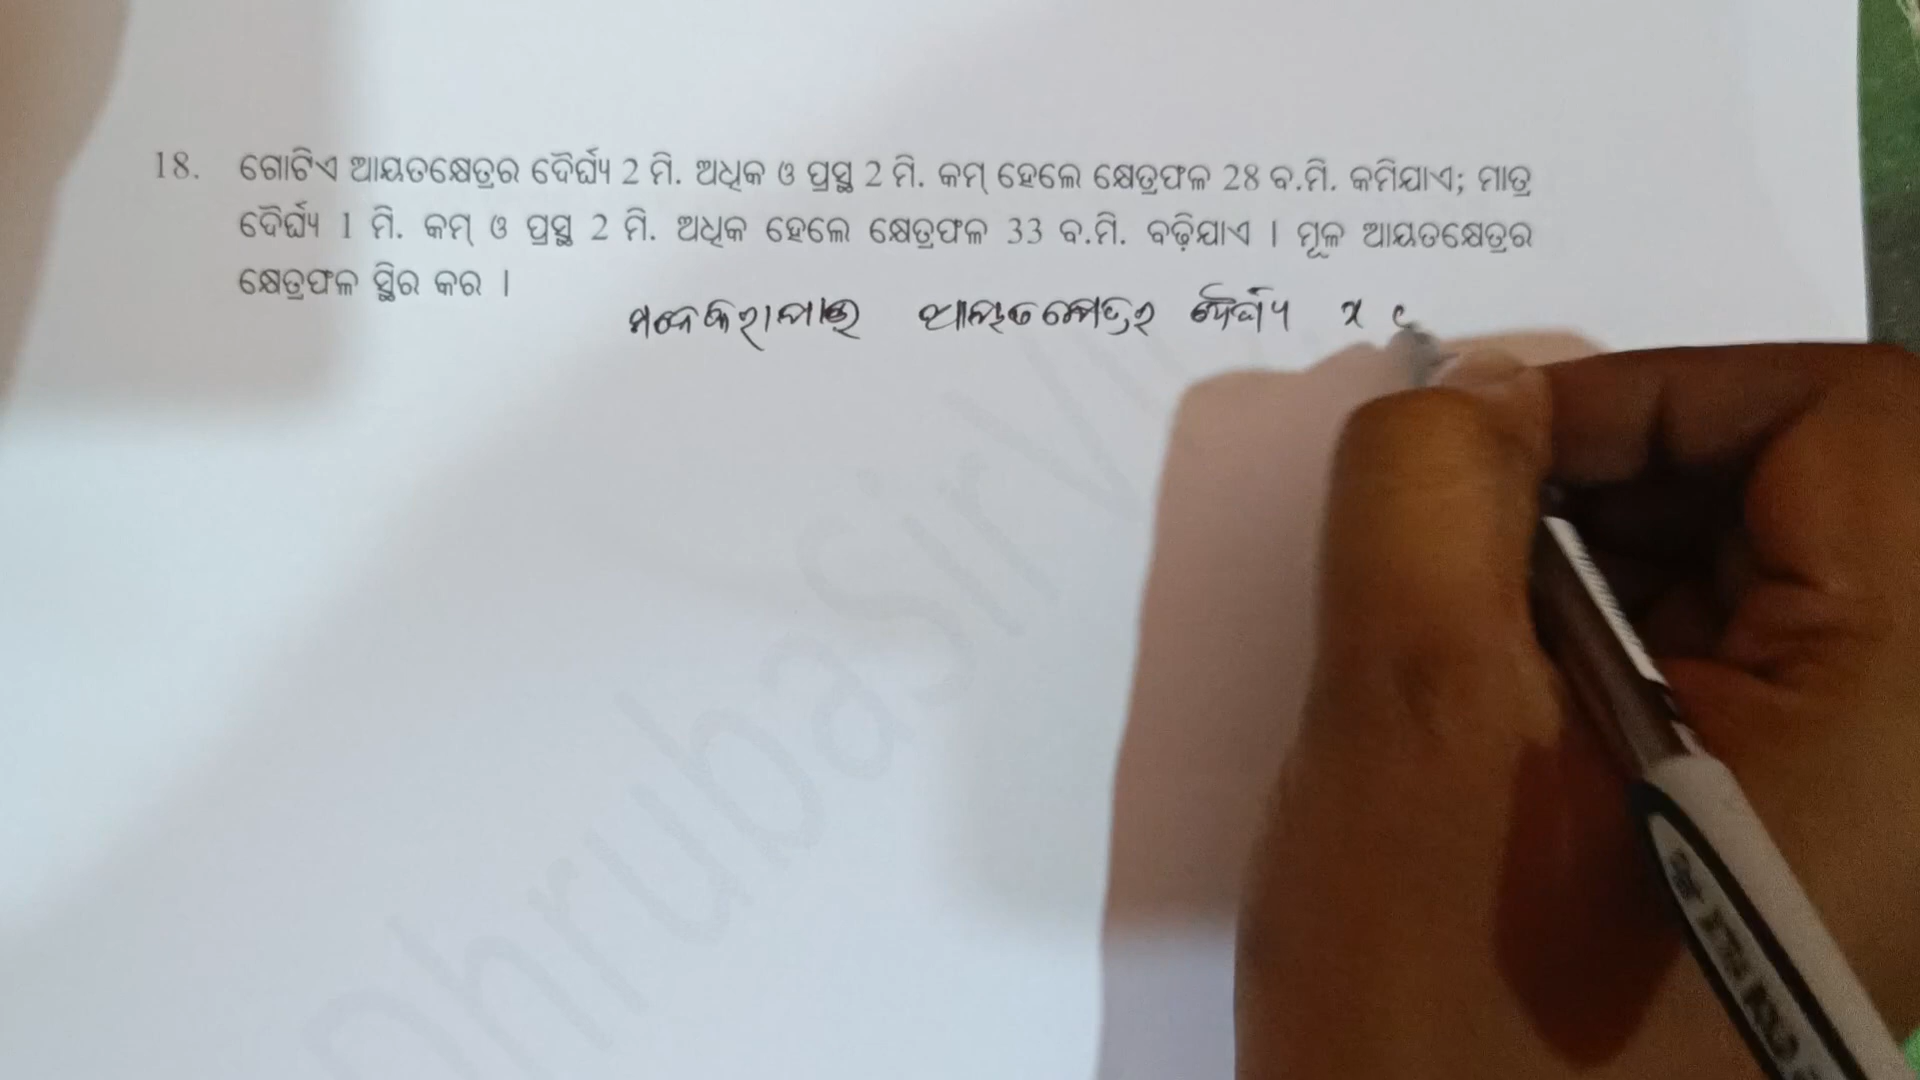 18. ଗୋଟିଏ ଆୟତକ୍ଷେତ୍ରର ଦୈର୍ଘ୍ୟ 2 ମି. ଅଧିକ ଓ ପ୍ରସ୍ଥ 2 ମି. କମ୍ ହେଲେ କ୍ଷେତ୍ରଫଳ 28 ବ.ମି. କମିଯାଏ; ମାତ୍ର
ଦୈର୍ଘ୍ୟ 1 ମି. କମ୍ ଓ ପ୍ରସ୍ଥ 2 ମି. ଅଧିକ ହେଲେ କ୍ଷେତ୍ରଫଳ 33 ବ.ମି. ବଢ଼ିଯାଏ । ମୂଳ ଆୟତକ୍ଷେତ୍ରର
କ୍ଷେତ୍ରଫଳ ସ୍ଥିର କର ।
ମନେକରାଯାଉ ଆୟତକ୍ଷେତ୍ରର ଦୈର୍ଘ୍ୟ x